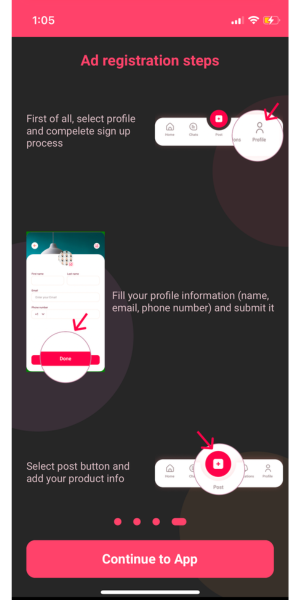 1:05
Ad registration steps
First of all, select profile
and compelete sign up
process
Home
Chats
Post
Profile
First name
Last name
Email
Enter your Email
Phone number
Done
Fill your profile information (name,
email, phone number) and submit it
Select post button and
add your product info
Home
Post
Profile
Continue to App